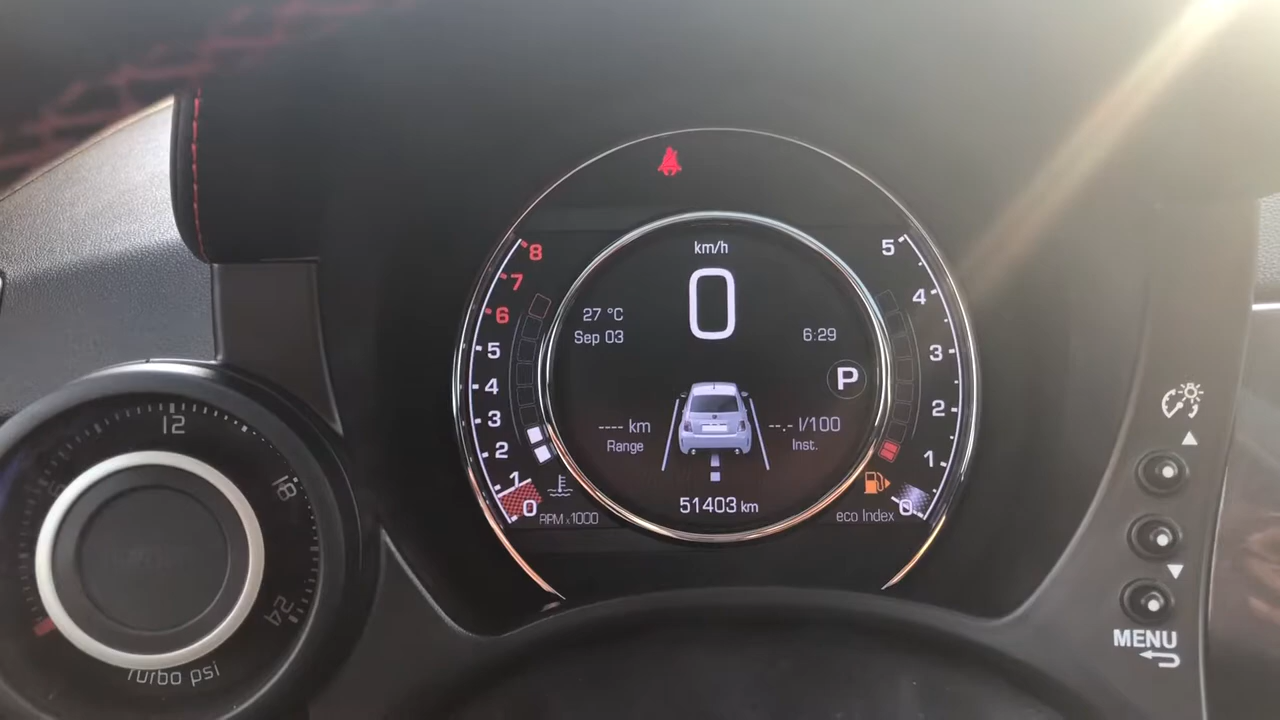 km/h
0
27 °C
Sep 03
6:29
P
---- km
Range
--.- l/100
Inst.
51403 km
8
7
6
5
4
3
2
1
0
RPM x1000
5
4
3
2
1
0
eco Index
12
18
24
Turbo psi
MENU